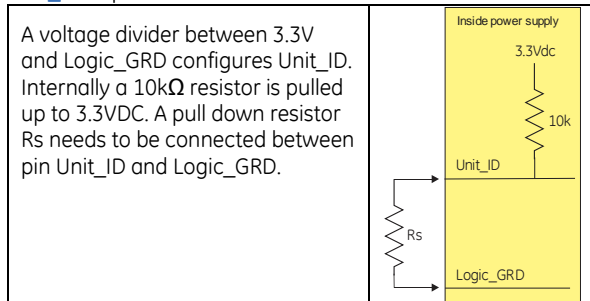 A voltage divider between 3.3V
and Logic_GRD configures Unit_ID.
Internally a 10kΩ resistor is pulled
up to 3.3VDC. A pull down resistor
Rs needs to be connected between
pin Unit_ID and Logic_GRD.
Inside power supply
3.3Vdc
10k
Unit_ID
Rs
Logic_GRD